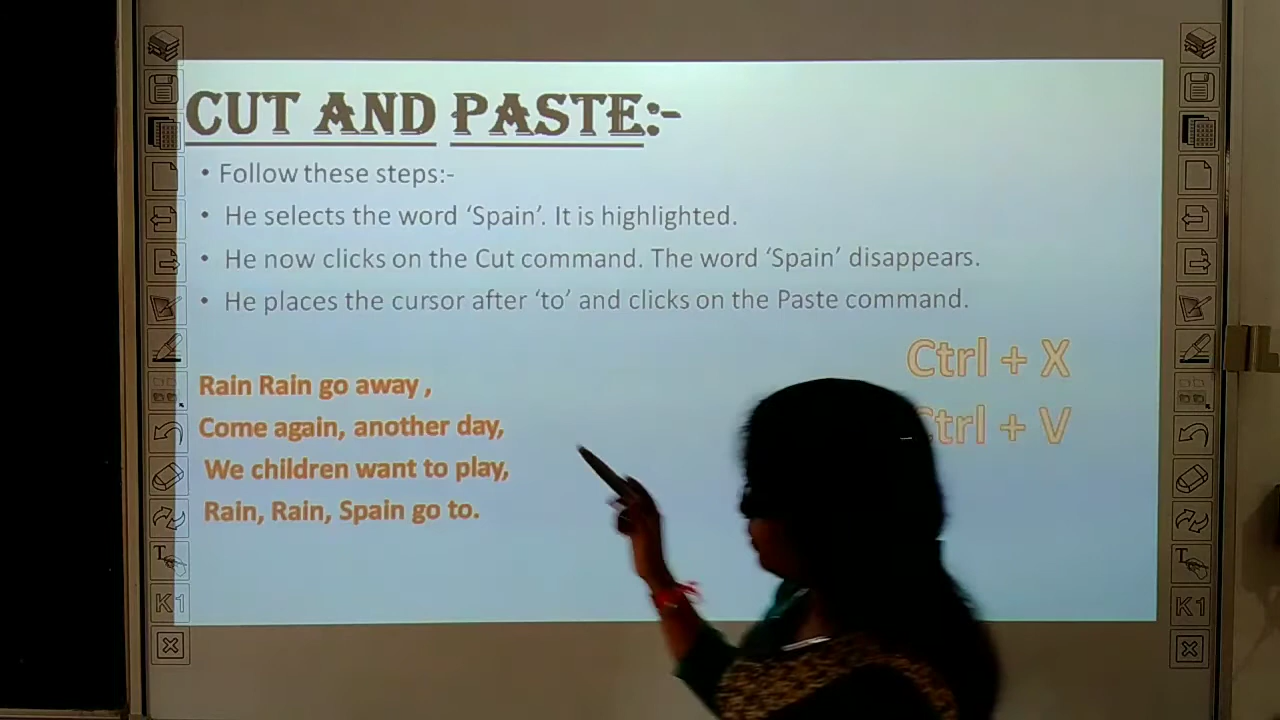 CUT AND PASTE:-
• Follow these steps:-
• He selects the word ‘Spain’. It is highlighted.
• He now clicks on the Cut command. The word ‘Spain’ disappears.
• He places the cursor after ‘to’ and clicks on the Paste command.
Ctrl + X
Ctrl + V
Rain Rain go away ,
Come again, another day,
We children want to play,
Rain, Rain, Spain go to.
T
K1
T
K1